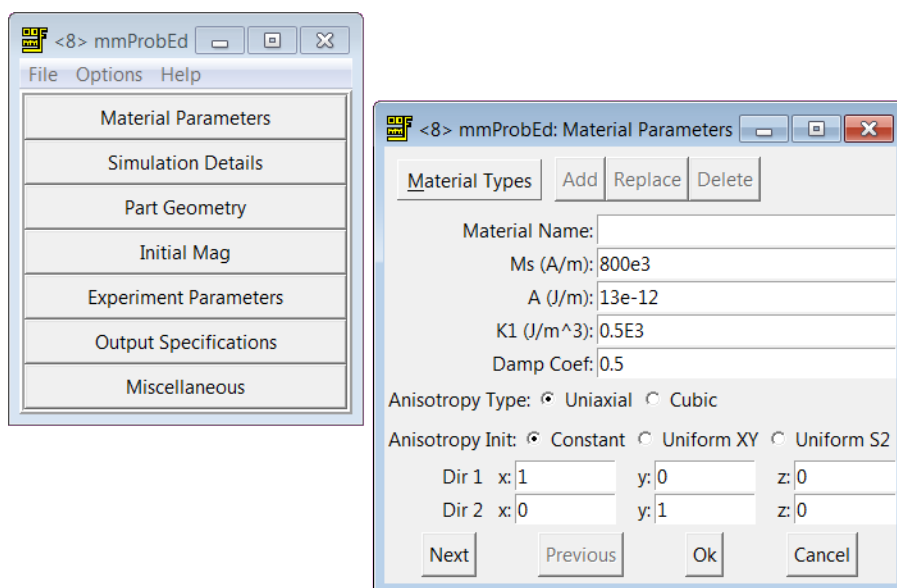 <8> mmProbEd
File Options Help
Material Parameters
Simulation Details
Part Geometry
Initial Mag
Experiment Parameters
Output Specifications
Miscellaneous
<8> mmProbEd: Material Parameters
Material Types Add Replace Delete
Material Name:
Ms (A/m): 800e3
A (J/m): 13e-12
K1 (J/m^3): 0.5E3
Damp Coef: 0.5
Anisotropy Type: Uniaxial Cubic
Anisotropy Init: Constant Uniform XY Uniform S2
Dir 1 x: 1 y: 0 z: 0
Dir 2 x: 0 y: 1 z: 0
Next Previous Ok Cancel